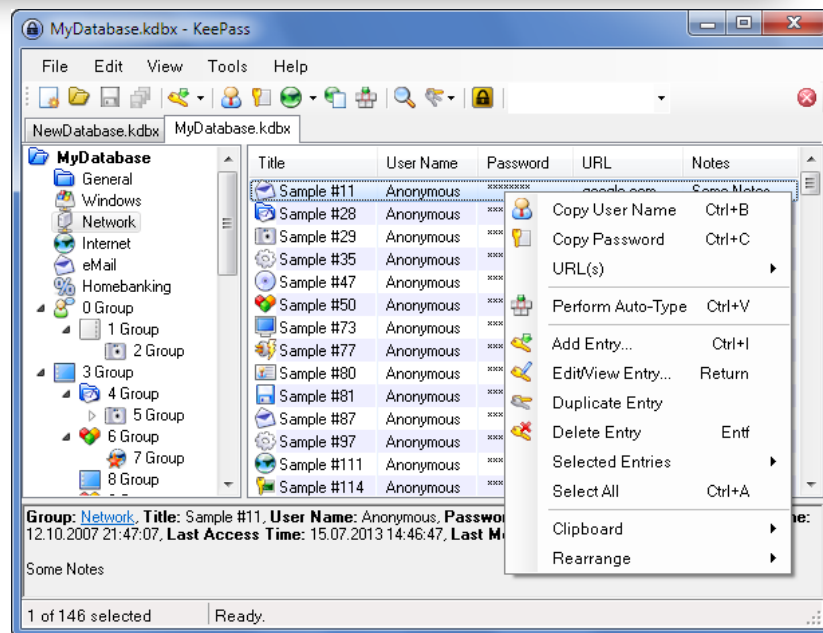 MyDatabase.kdbx - KeePass
File Edit View Tools Help
NewDatabase.kdbx MyDatabase.kdbx
MyDatabase
General
Windows
Network
Internet
eMail
Homebanking
0 Group
1 Group
2 Group
3 Group
4 Group
5 Group
6 Group
7 Group
8 Group
Title User Name Password URL Notes
Sample #11 Anonymous ******** google.com Some Notes
Sample #28 Anonymous ***
Sample #29 Anonymous ***
Sample #35 Anonymous ***
Sample #47 Anonymous ***
Sample #50 Anonymous ***
Sample #73 Anonymous ***
Sample #77 Anonymous ***
Sample #80 Anonymous ***
Sample #81 Anonymous ***
Sample #87 Anonymous ***
Sample #97 Anonymous ***
Sample #111 Anonymous ***
Sample #114 Anonymous ***
Copy User Name Ctrl+B
Copy Password Ctrl+C
URL(s)
Perform Auto-Type Ctrl+V
Add Entry... Ctrl+I
Edit/View Entry... Return
Duplicate Entry
Delete Entry Entf
Selected Entries
Select All Ctrl+A
Clipboard
Rearrange
Group: Network, Title: Sample #11, User Name: Anonymous,
12.10.2007 21:47:07, Last Access Time: 15.07.2013 14:46:47, Last
Some Notes
1 of 146 selected Ready.